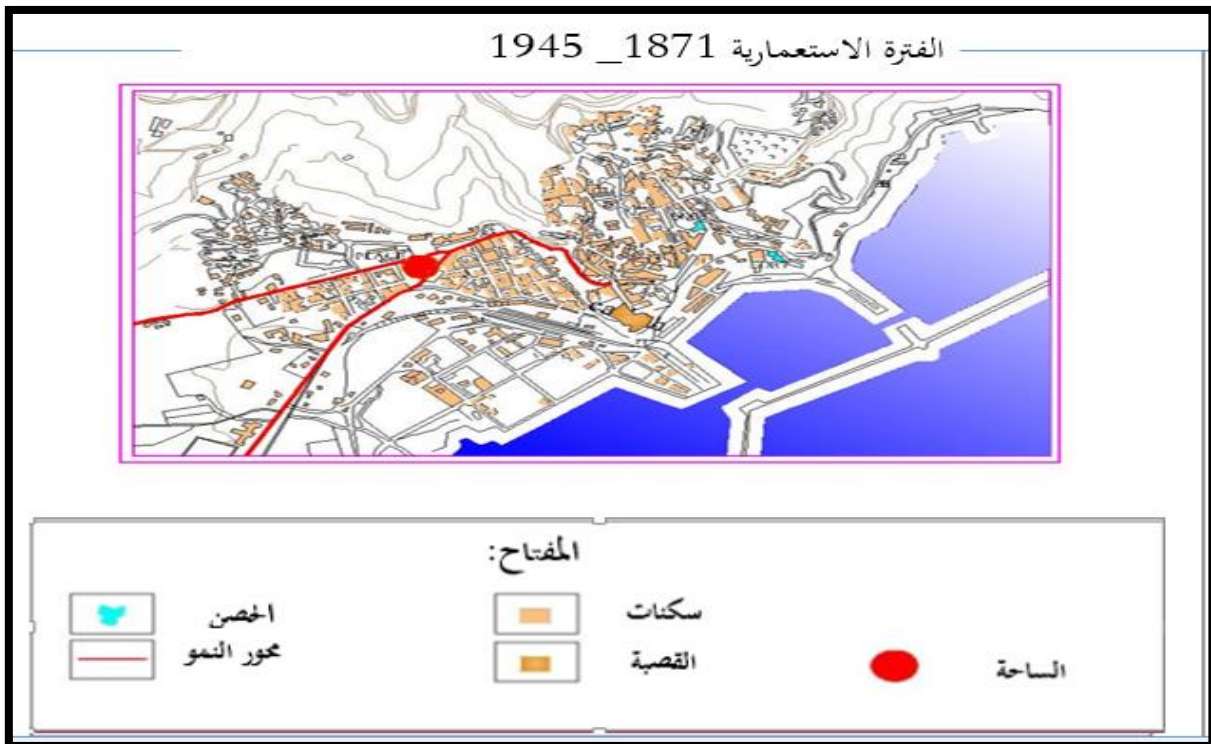 الفترة الاستعمارية 1871_ 1945
المفتاح:
سكنات
الحصن
القصبة
محور النمو
الساحة